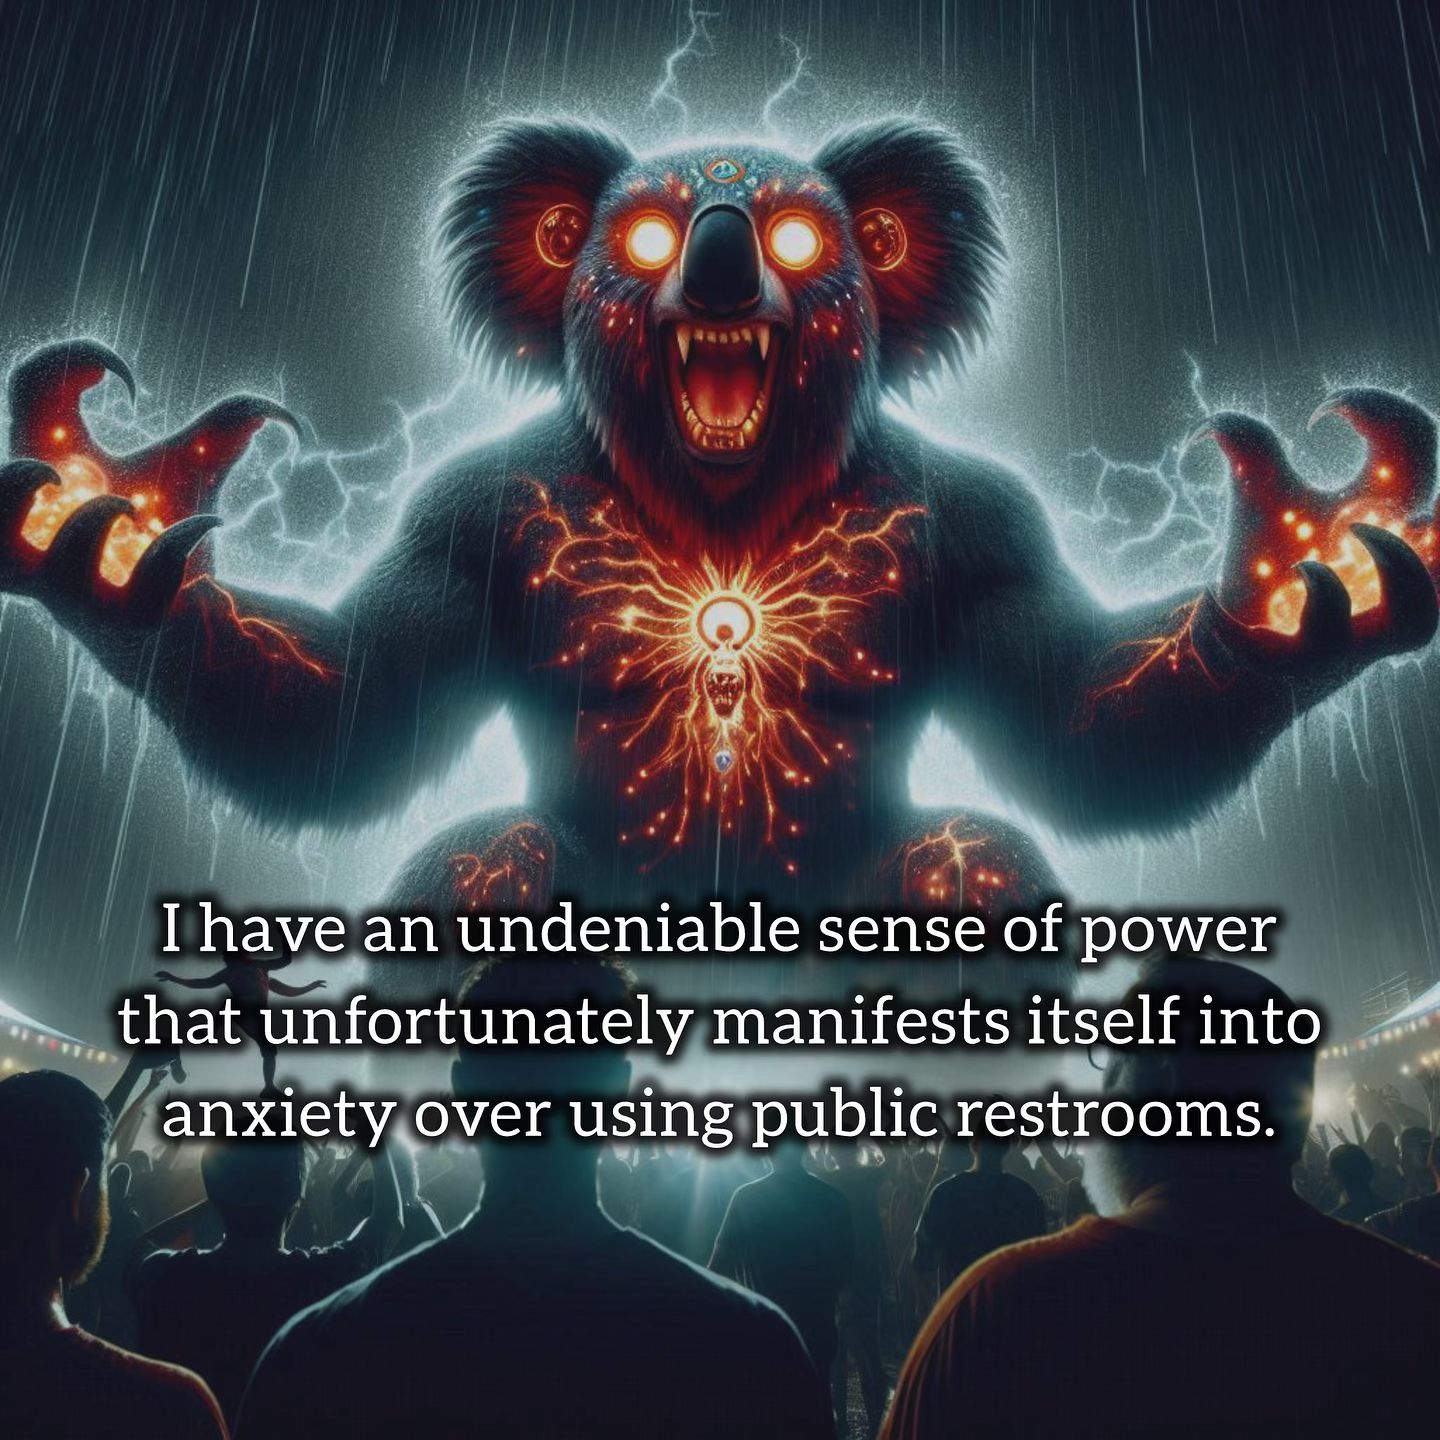 I have an undeniable sense of power
that unfortunately manifests itself into
anxiety over using public restrooms.